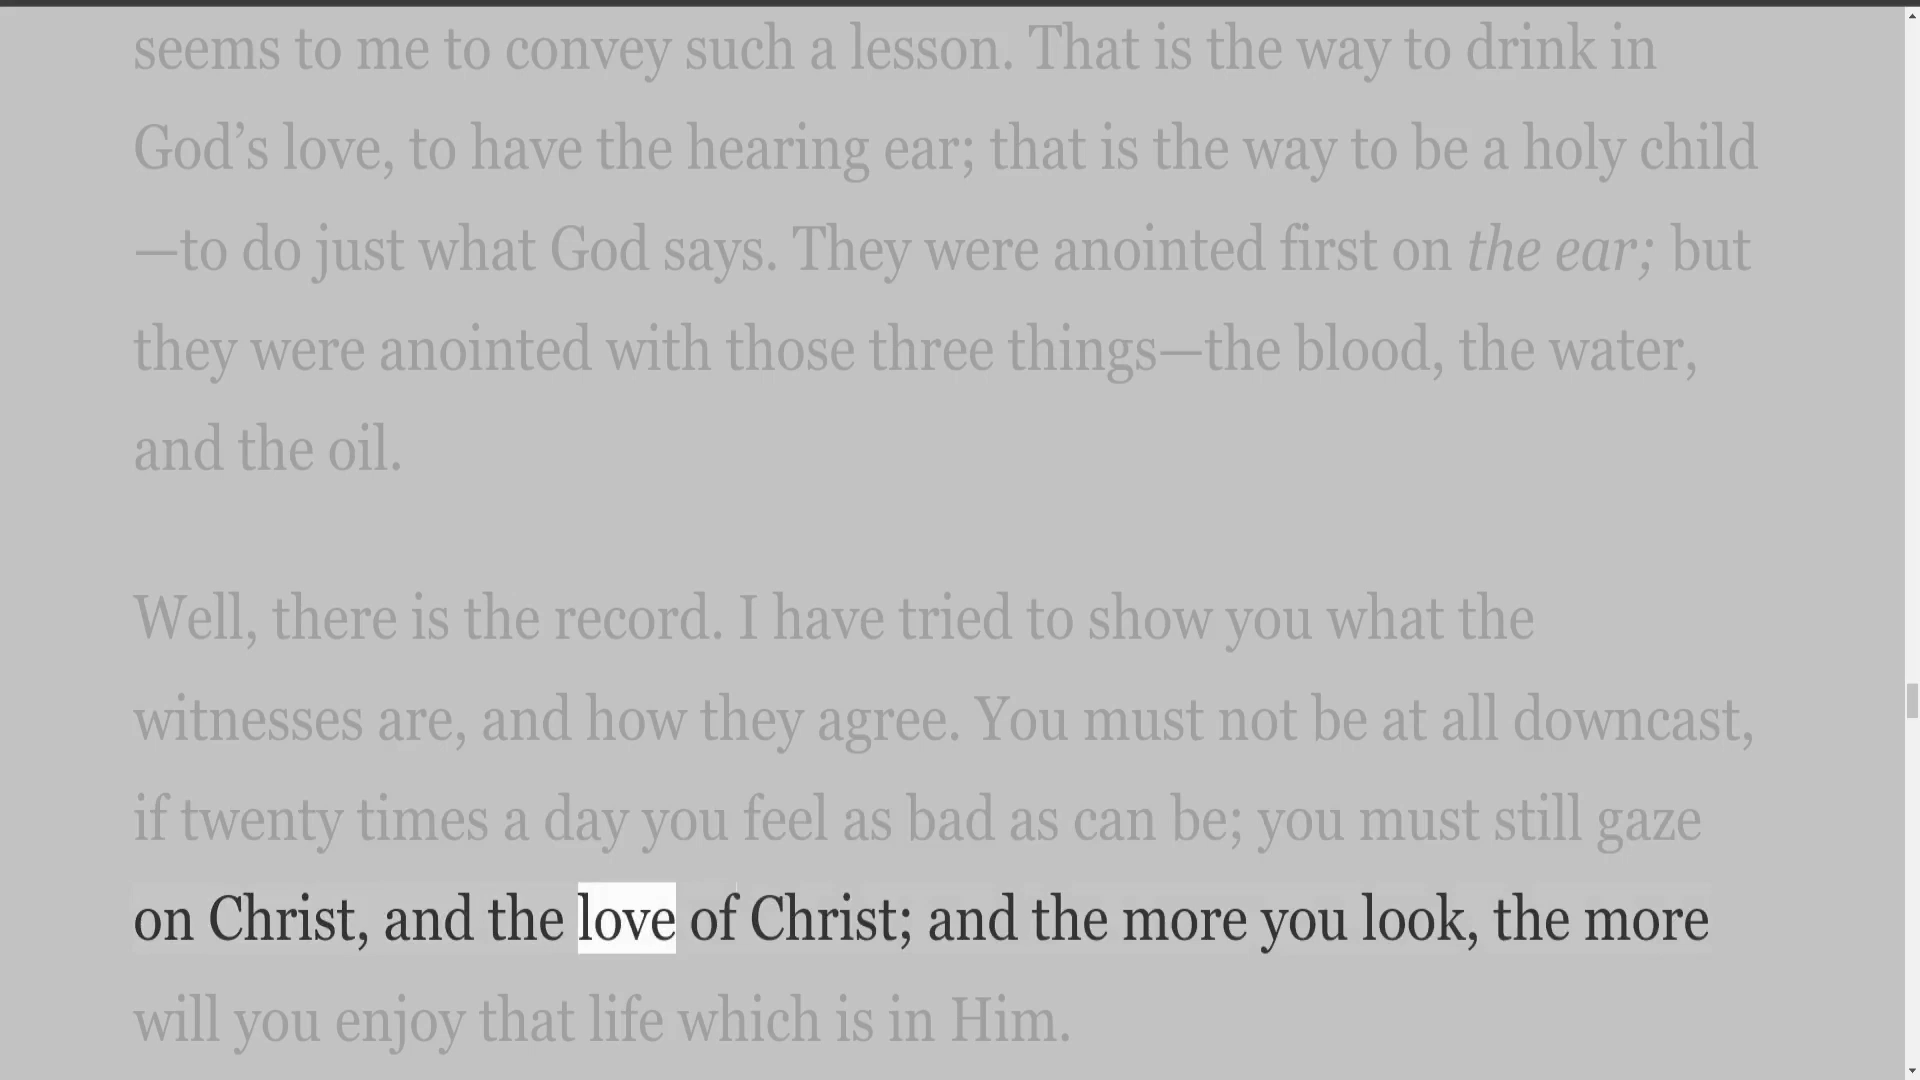 seems to me to convey such a lesson. That is the way to drink in
God’s love, to have the hearing ear; that is the way to be a holy child
—to do just what God says. They were anointed first on the ear; but
they were anointed with those three things—the blood, the water,
and the oil.
Well, there is the record. I have tried to show you what the
witnesses are, and how they agree. You must not be at all downcast,
if twenty times a day you feel as bad as can be; you must still gaze
on Christ, and the love of Christ; and the more you look, the more
will you enjoy that life which is in Him.